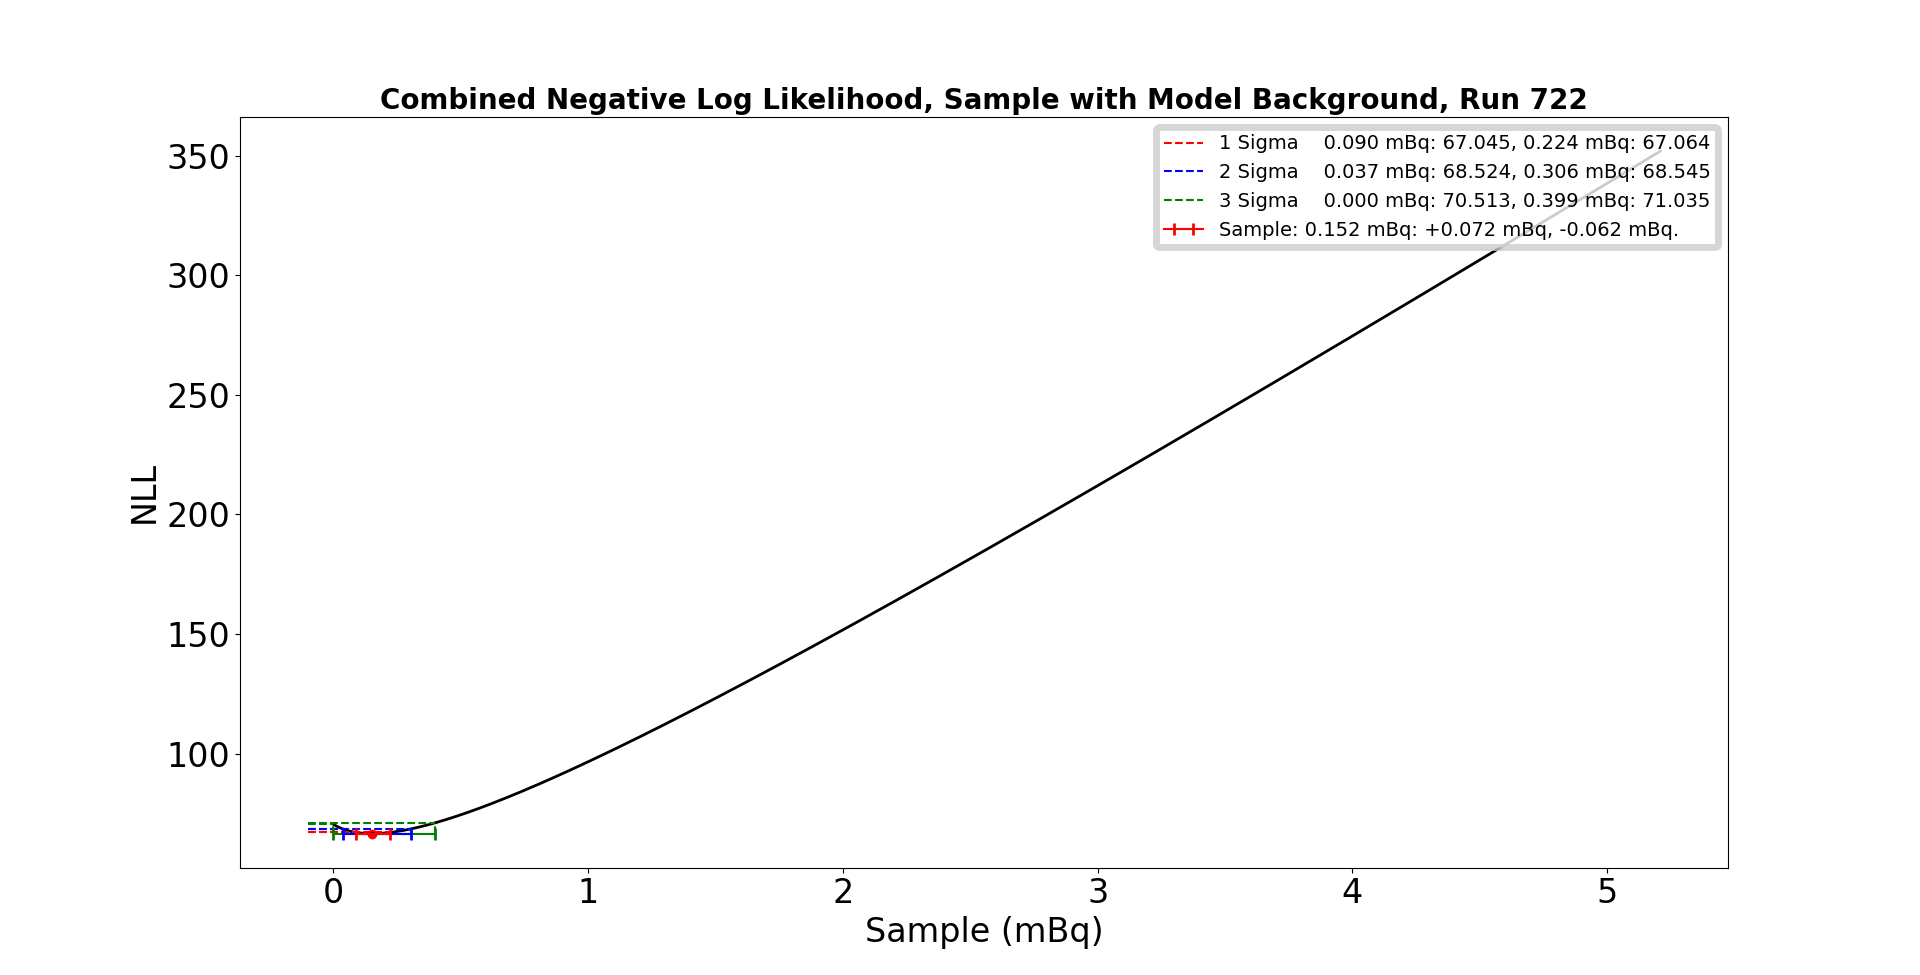 Combined Negative Log Likelihood, Sample with Model Background, Run 722
1 Sigma    0.090 mBq: 67.045, 0.224 mBq: 67.064
2 Sigma    0.037 mBq: 68.524, 0.306 mBq: 68.545
3 Sigma    0.000 mBq: 70.513, 0.399 mBq: 71.035
Sample: 0.152 mBq: +0.072 mBq, -0.062 mBq.
350
300
250
200
150
100
NLL
0 1 2 3 4 5
Sample (mBq)